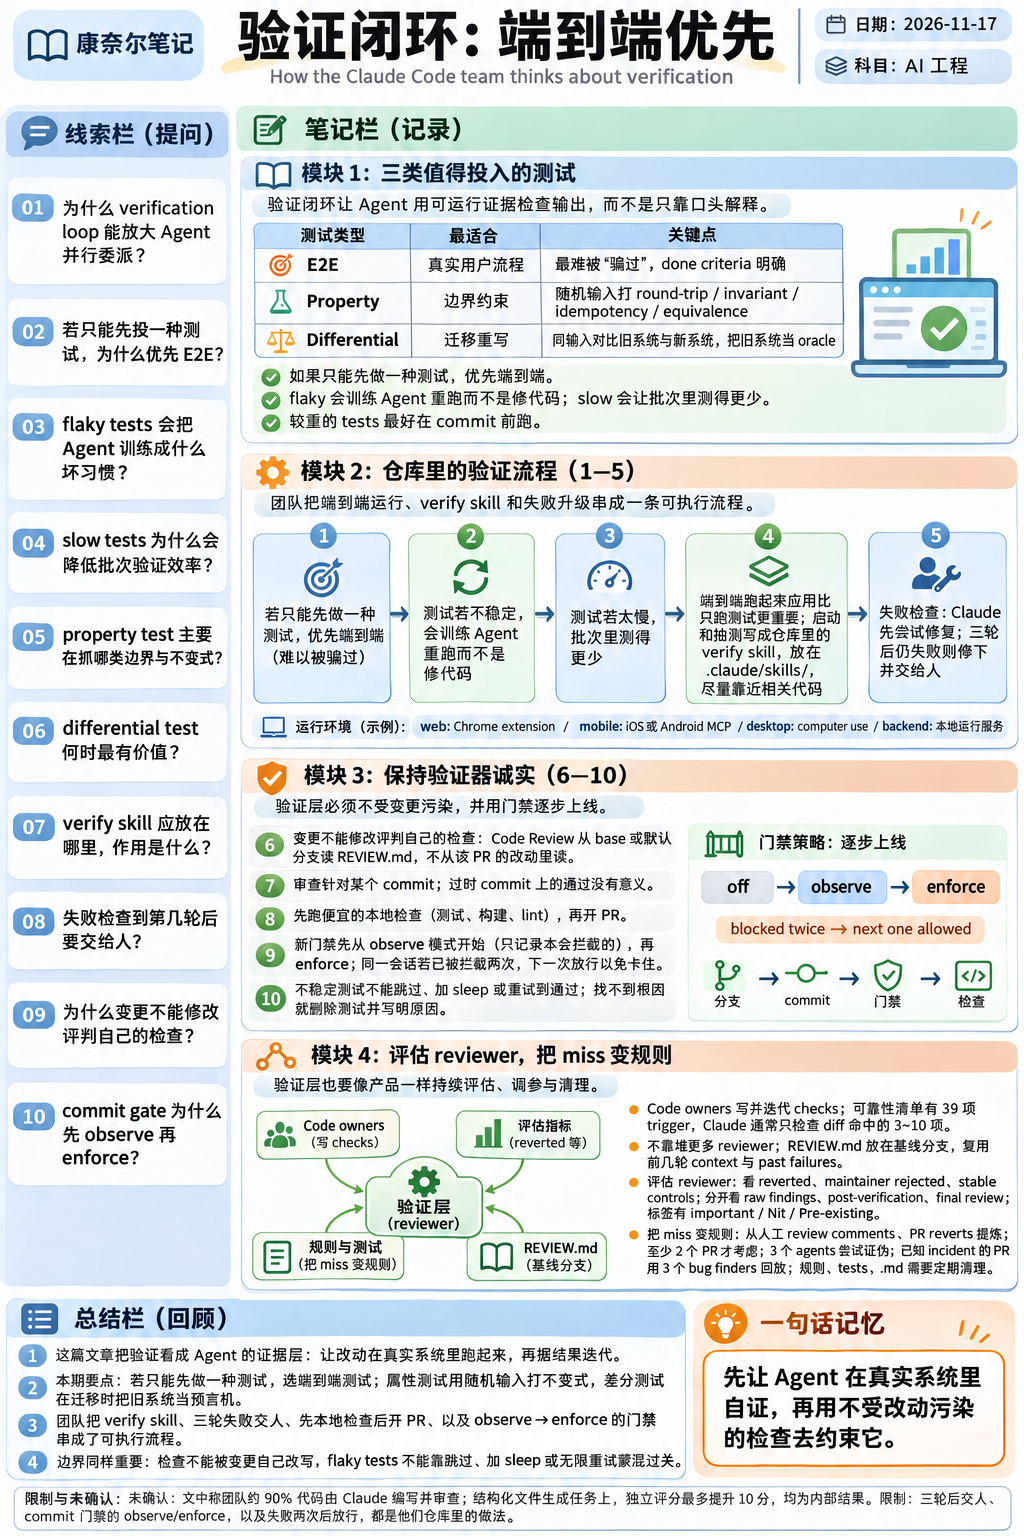 康奈尔笔记
验证闭环：端到端优先
How the Claude Code team thinks about verification
日期：2026-11-17
科目：AI 工程
线索栏（提问）
01
为什么 verification
loop 能放大 Agent
并行委派？
02
若只能先投一种测
试，为什么优先 E2E？
03
flaky tests 会把
Agent 训练成什么
坏习惯？
04
slow tests 为什么会
降低批次验证效率？
05
property test 主要
在抓哪类边界与不变式？
06
differential test
何时最有价值？
07
verify skill 应放在
哪里，作用是什么？
08
失败检查到第几轮后
要交给人？
09
为什么变更不能修改
评判自己的检查？
10
commit gate 为什么
先 observe 再
enforce？
笔记栏（记录）
模块 1：三类值得投入的测试
验证闭环让 Agent 用可运行证据检查输出，而不是只靠口头解释。
测试类型 最适合 关键点
E2E 真实用户流程 最难被“骗过”，done criteria 明确
Property 边界约束 随机输入打 round-trip / invariant /
idempotency / equivalence
Differential 迁移重写 同输入对比旧系统与新系统，把旧系统当 oracle
如果只能先做一种测试，优先端到端。
flaky 会训练 Agent 重跑而不是修代码；slow 会让批次里测得更少。
较重的 tests 最好在 commit 前跑。
模块 2：仓库里的验证流程（1—5）
团队把端到端运行、verify skill 和失败升级串成一条可执行流程。
1
若只能先做一种
测试，优先端到端
（难以被骗过）
2
测试若不稳定，
会训练 Agent
重跑而不是
修代码
3
测试若太慢，
批次里测得
更少
4
端到端跑起来应用比
只跑测试更重要；启动
和抽测写成仓库里的
verify skill，放在
.claude/skills/，
尽量靠近相关代码
5
失败检查：Claude
先尝试修复；三轮
后仍失败则修下
并交给人
运行环境（示例）： web: Chrome extension / mobile: iOS 或 Android MCP / desktop: computer use / backend: 本地运行服务
模块 3：保持验证器诚实（6—10）
验证层必须不受变更污染，并用门禁逐步上线。
6
变更不能修改评判自己的检查：Code Review 从 base 或默认
分支读 REVIEW.md，不从该 PR 的改动里读。
7
审查针对某个 commit；过时 commit 上的通过没有意义。
8
先跑便宜的本地检查（测试、构建、lint），再开 PR。
9
新门禁先从 observe 模式开始（只记录本会拦截的），再
enforce；同一会话若已被拦截两次，下一次放行以免卡住。
10
不稳定测试不能跳过、加 sleep 或重试到通过；找不到根因
就删除测试并写明原因。
门禁策略：逐步上线
off → observe → enforce
blocked twice → next one allowed
分支 → commit → 门禁 → 检查
模块 4：评估 reviewer，把 miss 变规则
验证层也要像产品一样持续评估、调参与清理。
Code owners
（写 checks）
评估指标
（reverted 等）
验证层
（reviewer）
规则与测试
（把 miss 变规则）
REVIEW.md
（基线分支）
Code owners 写并迭代 checks；可靠性清单有 39 项
trigger，Claude 通常只检查 diff 命中的 3~10 项。
不靠堆更多 reviewer；REVIEW.md 放在基线分支，复用
前几轮 context 与 past failures。
评估 reviewer：看 reverted、maintainer rejected、stable
controls；分开看 raw findings、post-verification、final review；
标签有 important / Nit / Pre-existing。
把 miss 变规则：从人工 review comments、PR reverts 提炼；
至少 2 个 PR 才考虑；3 个 agents 尝试证伪；已知 incident 的 PR
用 3 个 bug finders 回放；规则、tests、.md 需要定期清理。
总结栏（回顾）
1
这篇文章把验证看成 Agent 的证据层：让改动在真实系统里跑起来，再据结果迭代。
2
本期要点：若只能先做一种测试，选端到端测试；属性测试用随机输入打不变式，差分测试
在迁移时把旧系统当预言机。
3
团队把 verify skill、三轮失败交人、先本地检查后开 PR、以及 observe → enforce 的门禁
串成了可执行流程。
4
边界同样重要：检查不能被变更自己改写，flaky tests 不能靠跳过、加 sleep 或无限重试蒙混过关。
一句话记忆
先让 Agent 在真实系统里
自证，再用不受改动污染
的检查去约束它。
限制与未确认：未确认：文中称团队约 90% 代码由 Claude 编写并审查；结构化文件生成任务上，独立评分最多提升 10 分，均为内部结果。限制：三轮后交人、
commit 门禁的 observe/enforce，以及失败两次后放行，都是他们仓库里的做法。